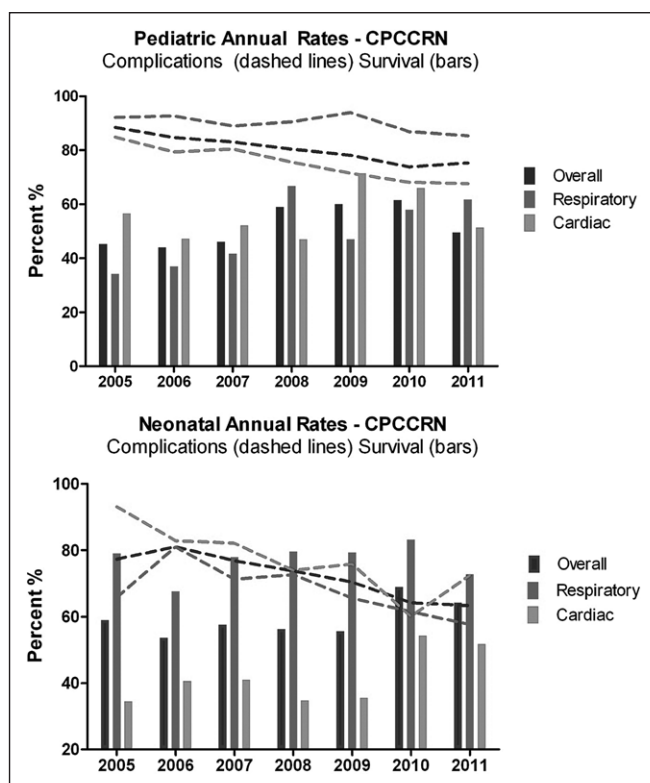 Pediatric Annual Rates - CPCCRN
Complications (dashed lines) Survival (bars)
100
80
60
40
20
0
Percent %
2005 2006 2007 2008 2009 2010 2011
Overall
Respiratory
Cardiac
Neonatal Annual Rates - CPCCRN
Complications (dashed lines) Survival (bars)
100
80
60
40
20
Percent %
2005 2006 2007 2008 2009 2010 2011
Overall
Respiratory
Cardiac